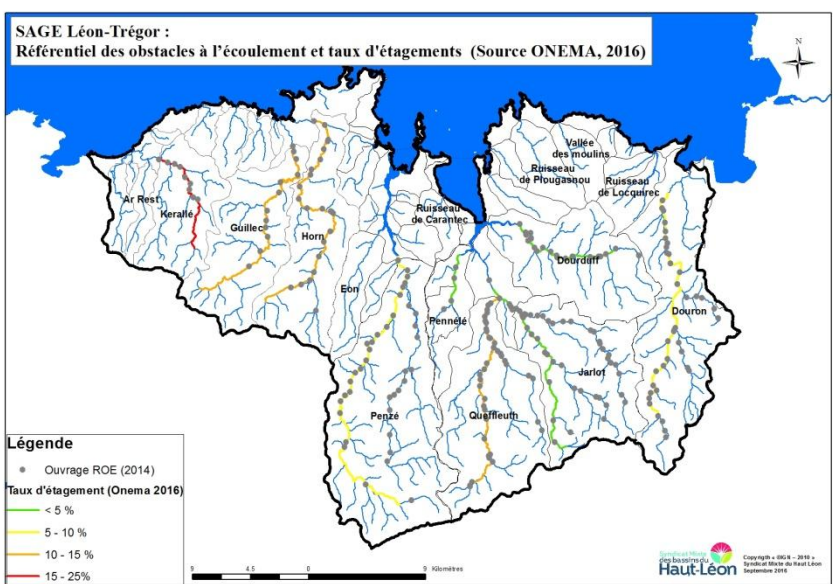 SAGE Léon-Trégor :
Référentiel des obstacles à l'écoulement et taux d'étagements (Source ONEMA, 2016)
N
Vallée
des moulins
Ruisseau
de Plougasnou
Ruisseau
de Locquirec
Ar Rest
Kerallé
Guillec
Horn
Ruisseau
de Carantec
Eon
Dourduff
Pennélé
Douron
Jarlot
Penzé
Queffleuth
Légende
Ouvrage ROE (2014)
Taux d'étagement (Onema 2016)
< 5 %
5 - 10 %
10 - 15 %
15 - 25%
9 4.5 0 9 Kilomètres
Syndicat Mixte
des bassins du
Haut-Léon
Copyright « ©IGN – 2016 »
Syndicat Mixte du Haut Léon
Septembre 2016